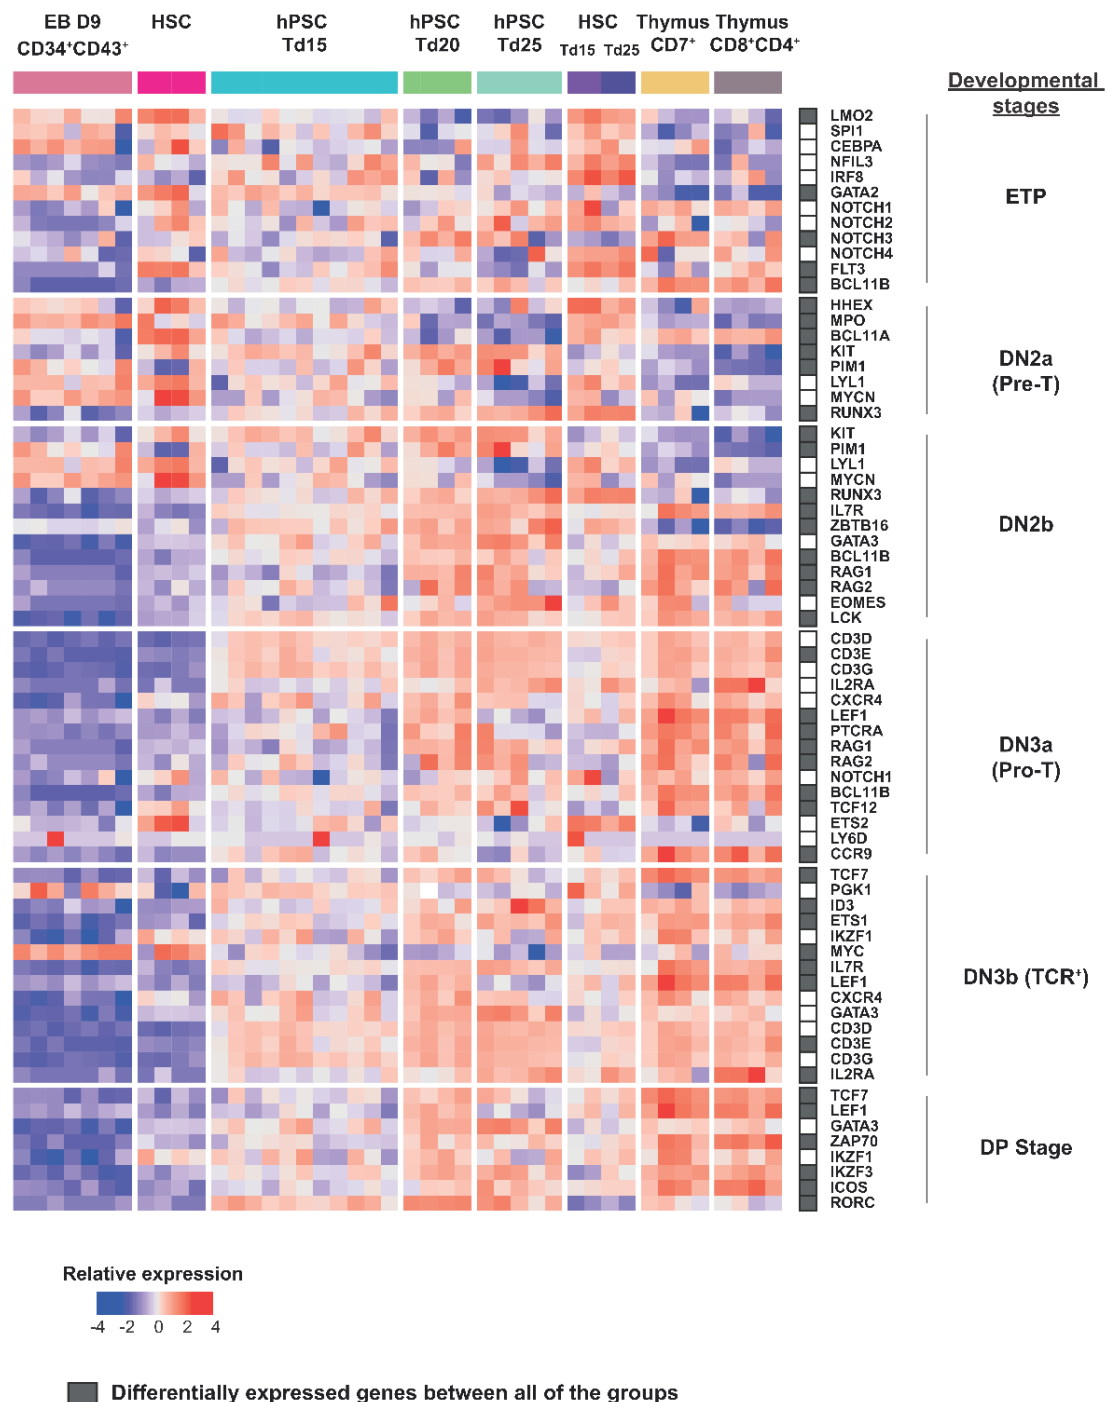 EB D9
CD34⁺CD43⁺
HSC
hPSC
Td15
hPSC
Td20
hPSC
Td25
HSC
Td15 Td25
Thymus
CD7⁺
Thymus
CD8⁺CD4⁺
Developmental
stages
LMO2
SPI1
CEBPA
NFIL3
IRF8
GATA2
NOTCH1
NOTCH2
NOTCH3
NOTCH4
FLT3
BCL11B
ETP
HHEX
MPO
BCL11A
KIT
PIM1
LYL1
MYCN
RUNX3
DN2a
(Pre-T)
KIT
PIM1
LYL1
MYCN
RUNX3
IL7R
ZBTB16
GATA3
BCL11B
RAG1
RAG2
EOMES
LCK
DN2b
CD3D
CD3E
CD3G
IL2RA
CXCR4
LEF1
PTCRA
RAG1
RAG2
NOTCH1
BCL11B
TCF12
ETS2
LY6D
CCR9
DN3a
(Pro-T)
TCF7
PGK1
ID3
ETS1
IKZF1
MYC
IL7R
LEF1
CXCR4
GATA3
CD3D
CD3E
CD3G
IL2RA
DN3b (TCR⁺)
TCF7
LEF1
GATA3
ZAP70
IKZF1
IKZF3
ICOS
RORC
DP Stage
Relative expression
-4 -2 0 2 4
Differentially expressed genes between all of the groups